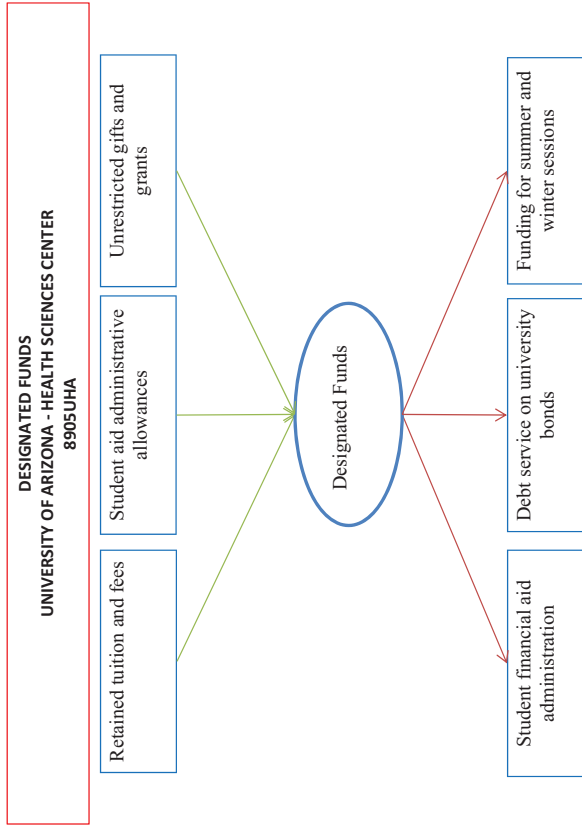 DESIGNATED FUNDS
UNIVERSITY OF ARIZONA - HEALTH SCIENCES CENTER
8905UHA
Retained tuition and fees
Student aid administrative
allowances
Unrestricted gifts and
grants
Designated Funds
Student financial aid
administration
Debt service on university
bonds
Funding for summer and
winter sessions